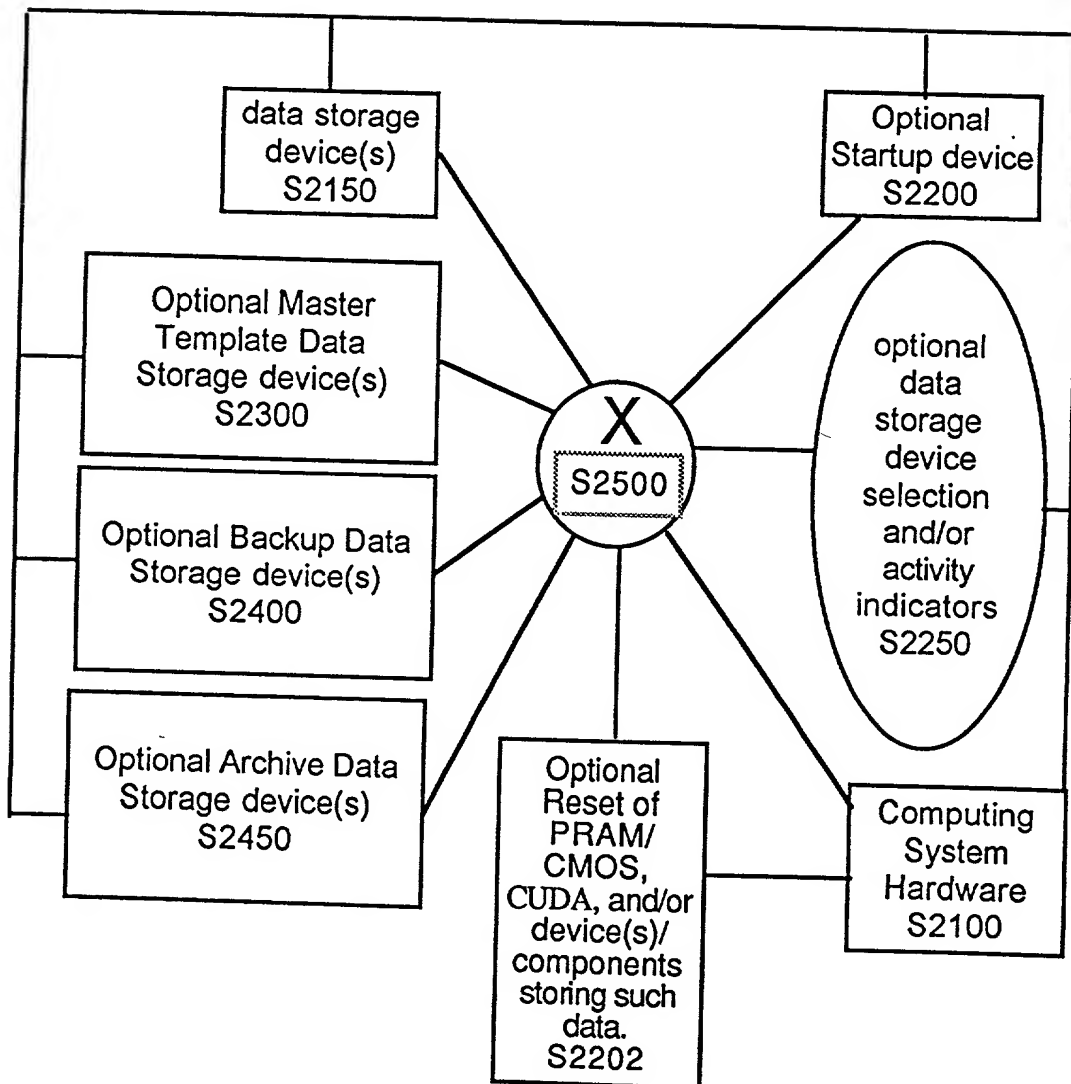 data storage
device(s)
S2150
Optional
Startup device
S2200
Optional Master
Template Data
Storage device(s)
S2300
X
S2500
optional
data
storage
device
selection
and/or
activity
indicators
S2250
Optional Backup Data
Storage device(s)
S2400
Optional Archive Data
Storage device(s)
S2450
Optional
Reset of
PRAM/
CMOS,
CUDA, and/or
device(s)/
components
storing such
data.
S2202
Computing
System
Hardware
S2100